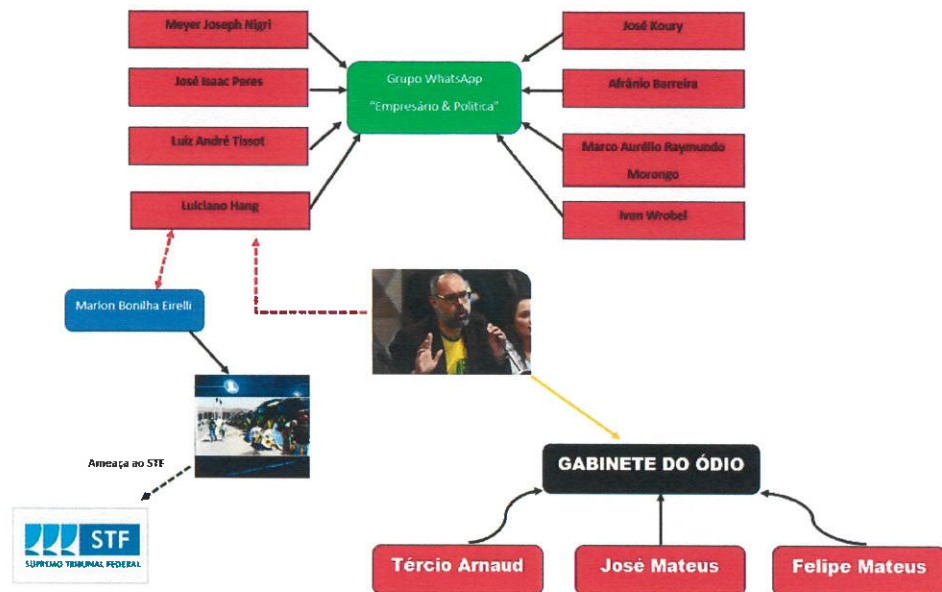 Meyer Joseph Nigri
José Isaac Peres
Luiz André Tissot
Lulciano Hang
Grupo WhatsApp
"Empresário & Politica"
José Koury
Afrânio Barreira
Marco Aurélio Raymundo
Morongo
Ivan Wrobel
Marlon Bonilha Eirelli
Ameaça ao STF
STF
SUPREMO TRIBUNAL FEDERAL
GABINETE DO ÓDIO
Tércio Arnaud
José Mateus
Felipe Mateus